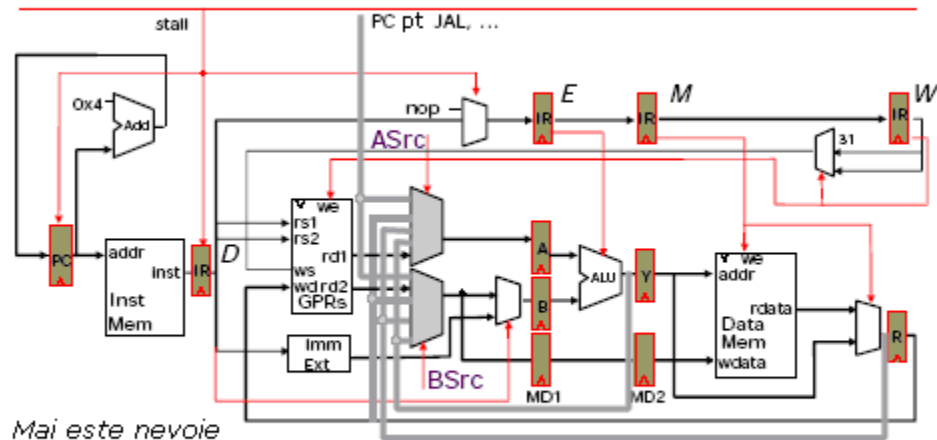 stall
PC pt JAL, ...
0x4
Add
nop
E
M
W
IR
IR
IR
31
ASrc
we
rs1
rs2
rd1
ws
wd rd2
GPRs
PC
addr
inst
Inst
Mem
IR
D
A
B
ALU
Y
we
addr
rdata
Data
Mem
wdata
R
Imm
Ext
BSrc
MD1
MD2
Mai este nevoie